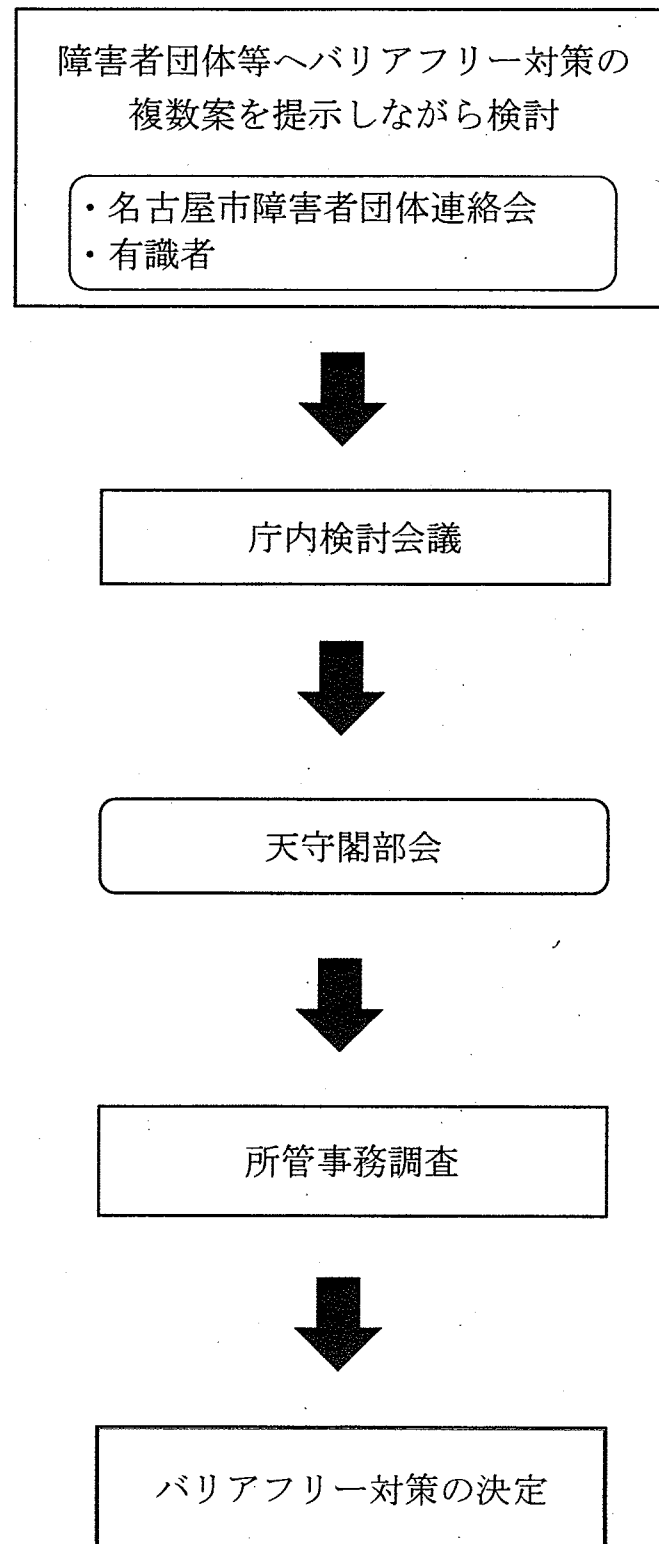 障害者団体等へバリアフリー対策の
複数案を提示しながら検討
・名古屋市障害者団体連絡会
・有識者
庁内検討会議
天守閣部会
所管事務調査
バリアフリー対策の決定